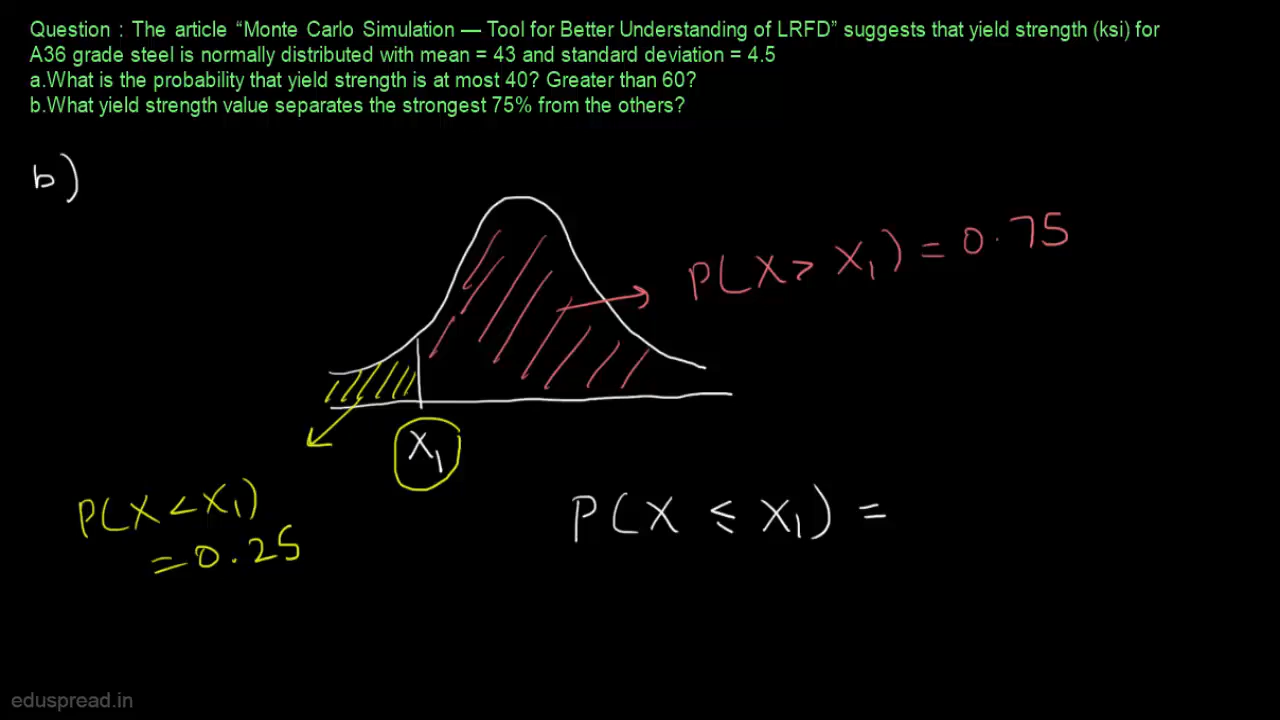 Question : The article “Monte Carlo Simulation — Tool for Better Understanding of LRFD” suggests that yield strength (ksi) for
A36 grade steel is normally distributed with mean = 43 and standard deviation = 4.5
a.What is the probability that yield strength is at most 40? Greater than 60?
b.What yield strength value separates the strongest 75% from the others?
b)
P(X > X₁) = 0.75
X₁
P(X < X₁)
= 0.25
P(X ≤ X₁) =
eduspread.in